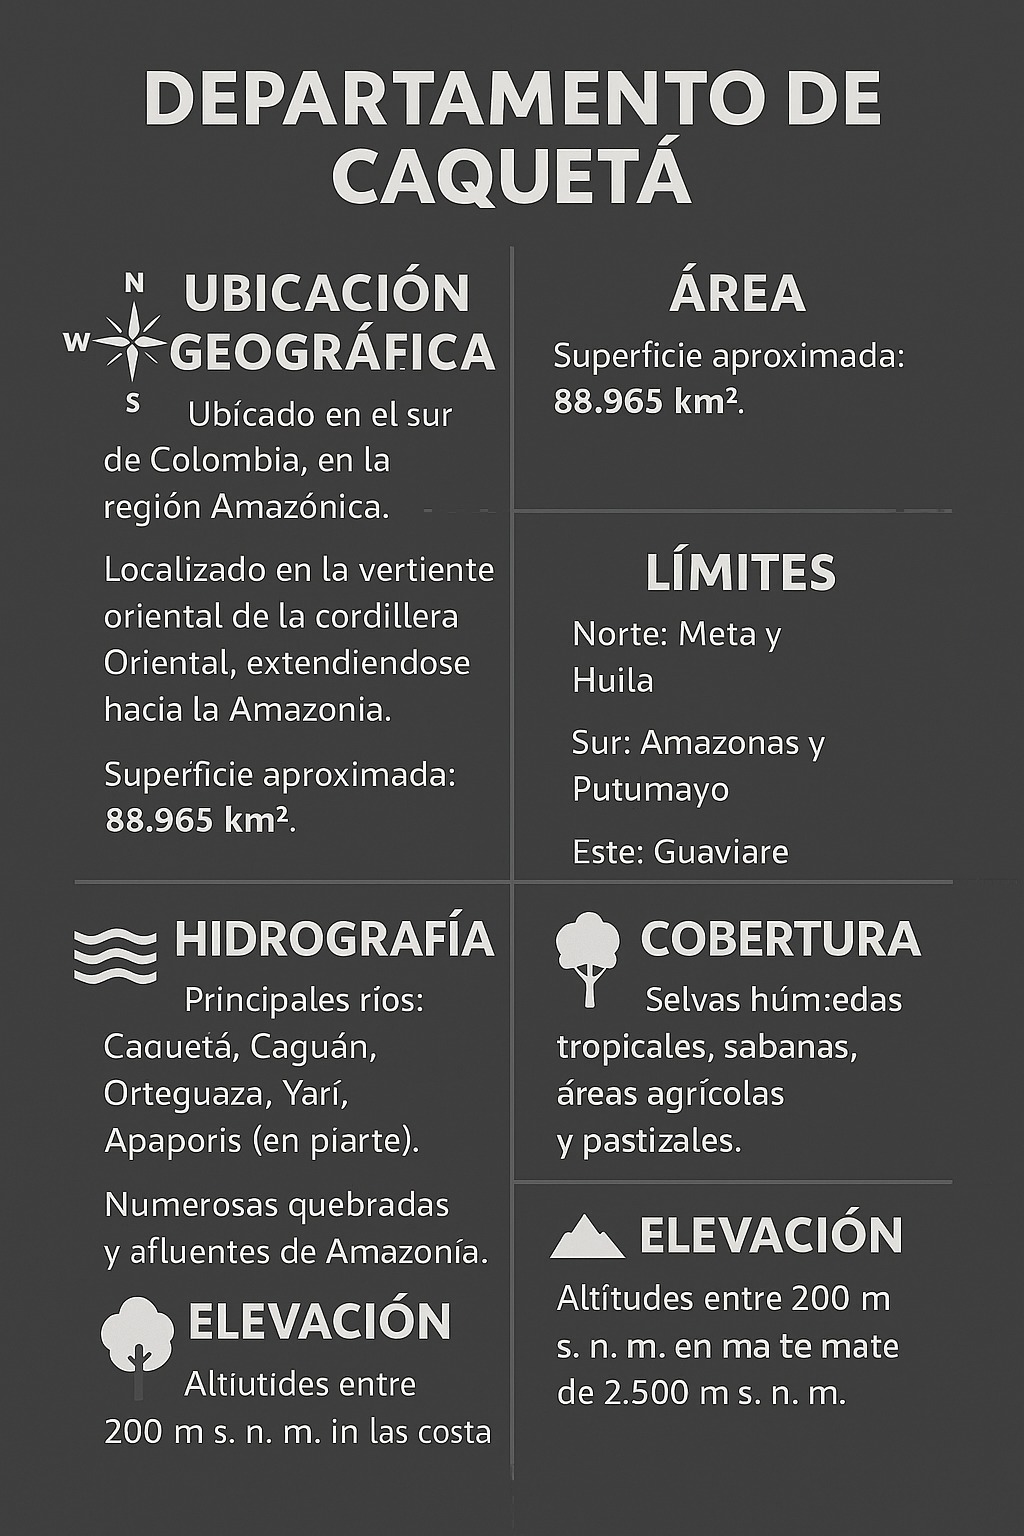 DEPARTAMENTO DE
CAQUETÁ
N
W
S
UBICACIÓN
GEOGRÁFICA
Ubícado en el sur
de Colombia, en la
región Amazónica.
Localizado en la vertiente
oriental de la cordillera
Oriental, extendiendose
hacia la Amazonia.
Superficie aproximada:
88.965 km².
ÁREA
Superficie aproximada:
88.965 km².
LÍMITES
Norte: Meta y
Huila
Sur: Amazonas y
Putumayo
Este: Guaviare
HIDROGRAFÍA
Principales ríos:
Caquetá, Caguán,
Orteguaza, Yarí,
Apaporis (en píarte).
Numerosas quebradas
y afluentes de Amazonía.
ELEVACIÓN
Altíutídes entre
200 m s. n. m. in las costa
COBERTURA
Selvas húm:edas
tropicales, sabanas,
áreas agrícolas
y pastizales.
ELEVACIÓN
Altítudes entre 200 m
s. n. m. en ma te mate
de 2.500 m s. n. m.